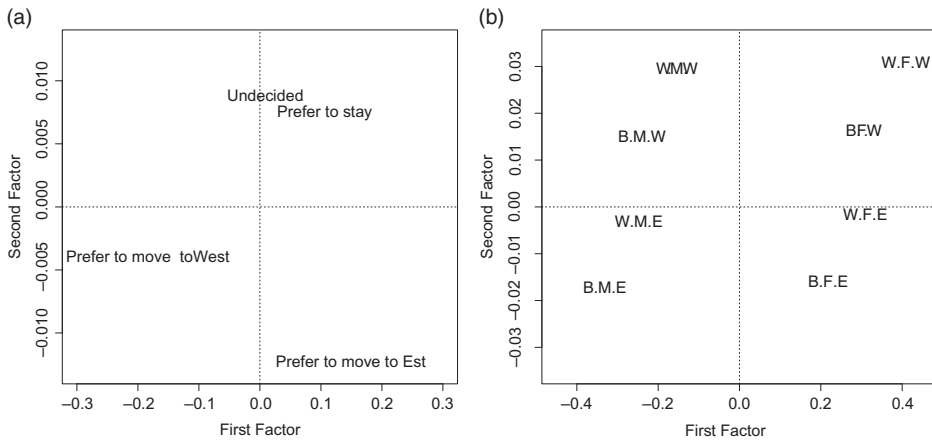 (a)
Second Factor
0.010
0.005
0.000
−0.005
−0.010
Undecided
Prefer to stay
Prefer to move toWest
Prefer to move to Est
−0.3 −0.2 −0.1 0.0 0.1 0.2 0.3
First Factor
(b)
Second Factor
0.03
0.02
0.01
0.00
−0.01
−0.02
−0.03
WMW W.F.W
B.M.W BF.W
W.M.E W.F.E
B.M.E B.F.E
−0.4 −0.2 0.0 0.2 0.4
First Factor